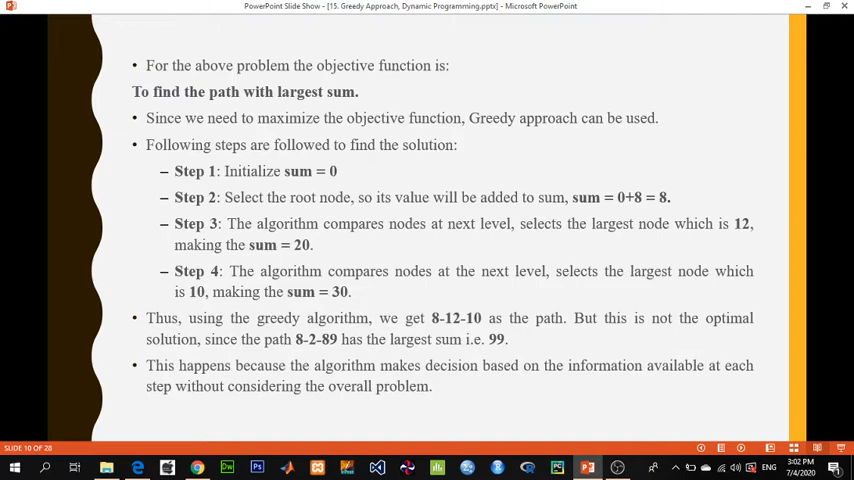 PowerPoint Slide Show - [15. Greedy Approach, Dynamic Programming.pptx] - Microsoft PowerPoint
• For the above problem the objective function is:
To find the path with largest sum.
• Since we need to maximize the objective function, Greedy approach can be used.
• Following steps are followed to find the solution:
– Step 1: Initialize sum = 0
– Step 2: Select the root node, so its value will be added to sum, sum = 0+8 = 8.
– Step 3: The algorithm compares nodes at next level, selects the largest node which is 12,
making the sum = 20.
– Step 4: The algorithm compares nodes at the next level, selects the largest node which
is 10, making the sum = 30.
• Thus, using the greedy algorithm, we get 8-12-10 as the path. But this is not the optimal
solution, since the path 8-2-89 has the largest sum i.e. 99.
• This happens because the algorithm makes decision based on the information available at each
step without considering the overall problem.
SLIDE 10 OF 28
Dw
Ps
PC
ENG
3:02 PM
7/4/2020